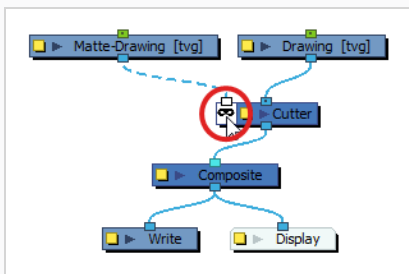 Matte-Drawing [tvg]
Drawing [tvg]
Cutter
Composite
Write
Display